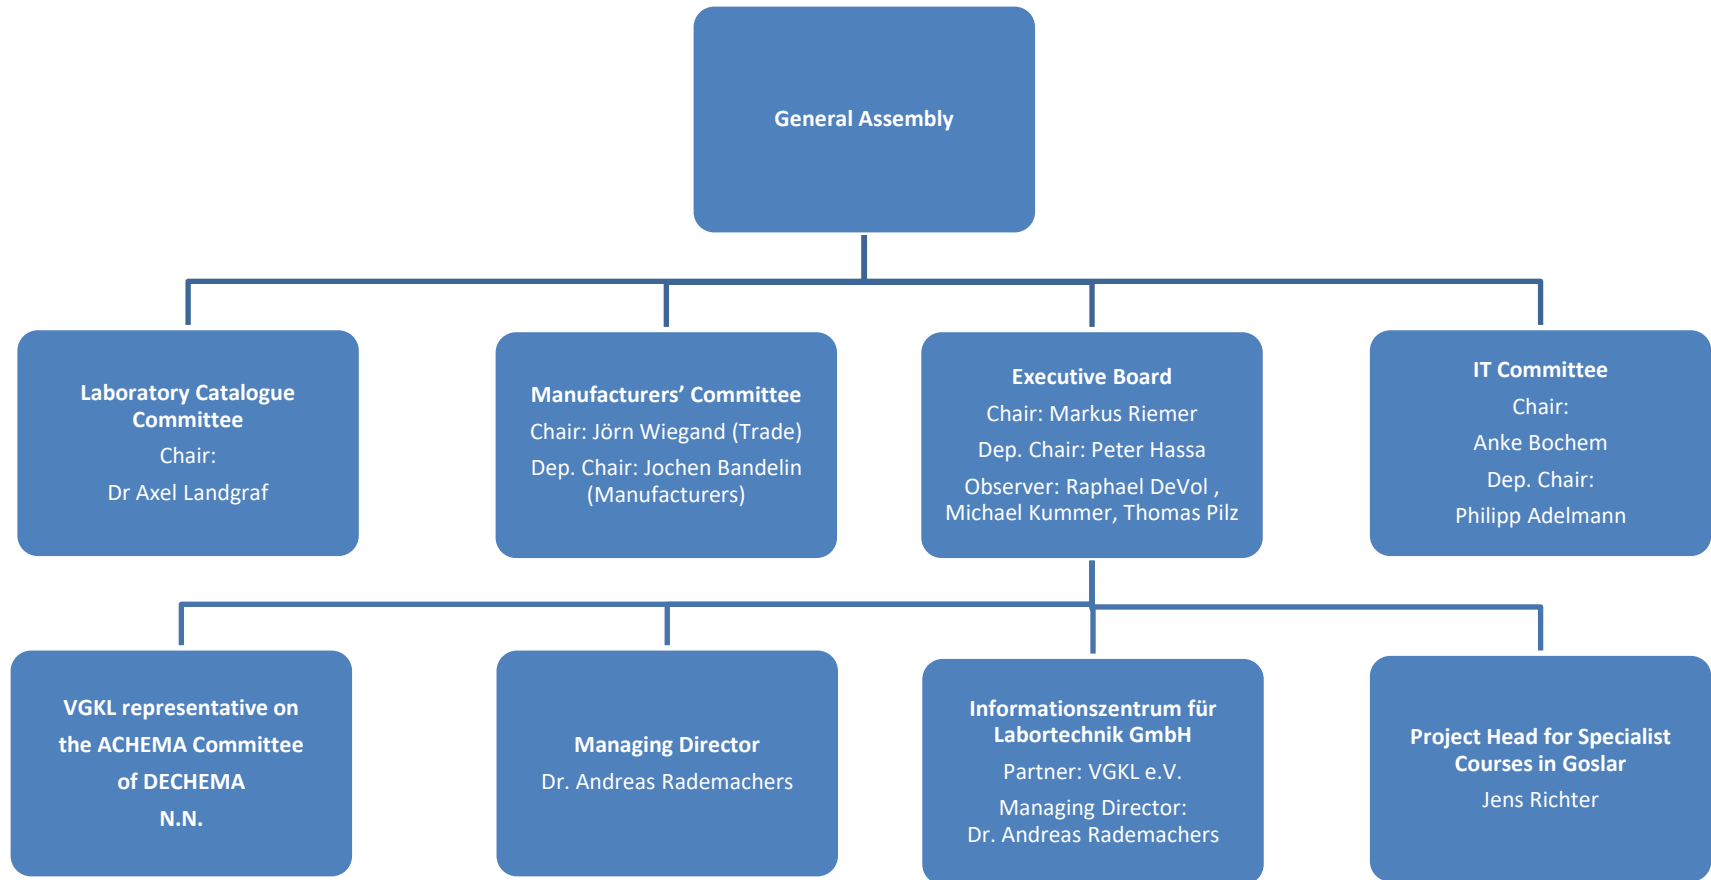 General Assembly
Laboratory Catalogue
Committee
Chair:
Dr Axel Landgraf
Manufacturers’ Committee
Chair: Jörn Wiegand (Trade)
Dep. Chair: Jochen Bandelin
(Manufacturers)
Executive Board
Chair: Markus Riemer
Dep. Chair: Peter Hassa
Observer: Raphael DeVol ,
Michael Kummer, Thomas Pilz
IT Committee
Chair:
Anke Bochem
Dep. Chair:
Philipp Adelmann
VGKL representative on
the ACHEMA Committee
of DECHEMA
N.N.
Managing Director
Dr. Andreas Rademachers
Informationszentrum für
Labortechnik GmbH
Partner: VGKL e.V.
Managing Director:
Dr. Andreas Rademachers
Project Head for Specialist
Courses in Goslar
Jens Richter